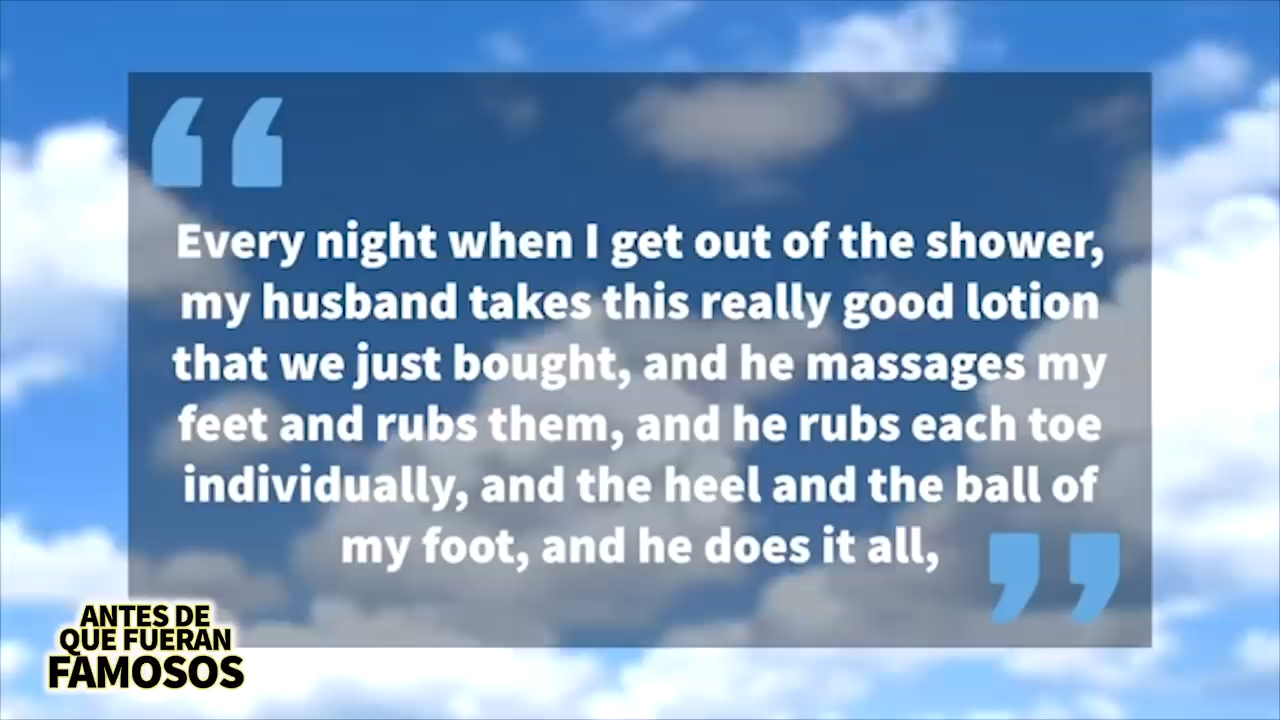 “
Every night when I get out of the shower,
my husband takes this really good lotion
that we just bought, and he massages my
feet and rubs them, and he rubs each toe
individually, and the heel and the ball of
my foot, and he does it all,
”
ANTES DE
QUE FUERAN
FAMOSOS